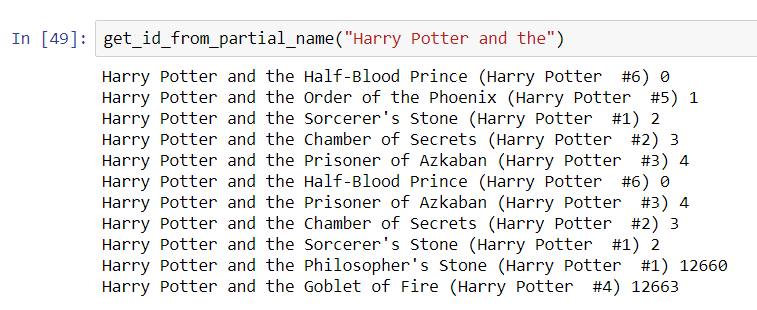 In [49]: get_id_from_partial_name("Harry Potter and the")
Harry Potter and the Half-Blood Prince (Harry Potter  #6) 0
Harry Potter and the Order of the Phoenix (Harry Potter  #5) 1
Harry Potter and the Sorcerer's Stone (Harry Potter  #1) 2
Harry Potter and the Chamber of Secrets (Harry Potter  #2) 3
Harry Potter and the Prisoner of Azkaban (Harry Potter  #3) 4
Harry Potter and the Half-Blood Prince (Harry Potter  #6) 0
Harry Potter and the Prisoner of Azkaban (Harry Potter  #3) 4
Harry Potter and the Chamber of Secrets (Harry Potter  #2) 3
Harry Potter and the Sorcerer's Stone (Harry Potter  #1) 2
Harry Potter and the Philosopher's Stone (Harry Potter  #1) 12660
Harry Potter and the Goblet of Fire (Harry Potter  #4) 12663